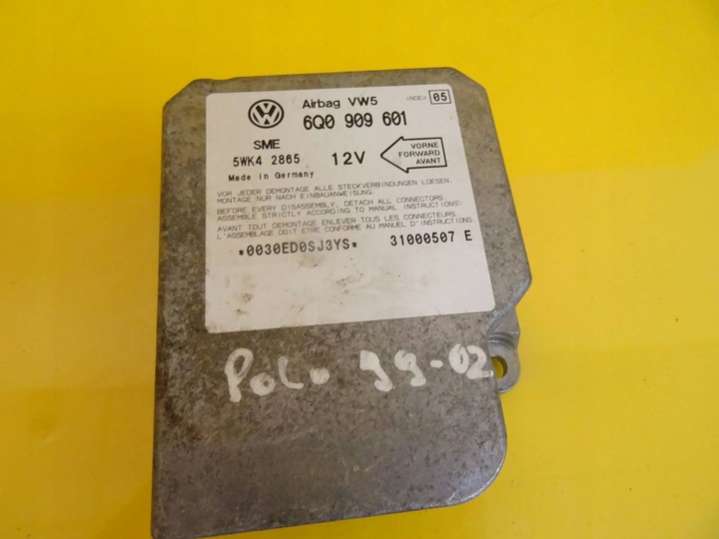 Airbag VW5 INDEX 05
6Q0 909 601
SME
5WK4 2865 12V
VORNE
FORWARD
AVANT
Made in Germany
VOR JEDER DEMONTAGE ALLE STECKVERBINDUNGEN LOESEN.
MONTAGE NUR NACH EINBAUANWEISUNG.
BEFORE EVERY DISASSEMBLY, DETACH ALL CONNECTORS
ASSEMBLE STRICTLY ACCORDING TO MANUAL INSTRUCTIONS!
AVANT TOUT DEMONTAGE ENLEVER TOUS LES CONNECTEURS.
L'ASSEMBLAGE DOIT ETRE CONFORME AU MANUEL D'INSTRUCTIONS.
*0030ED0SJ3YS* 31000507 E
POLO 99-02